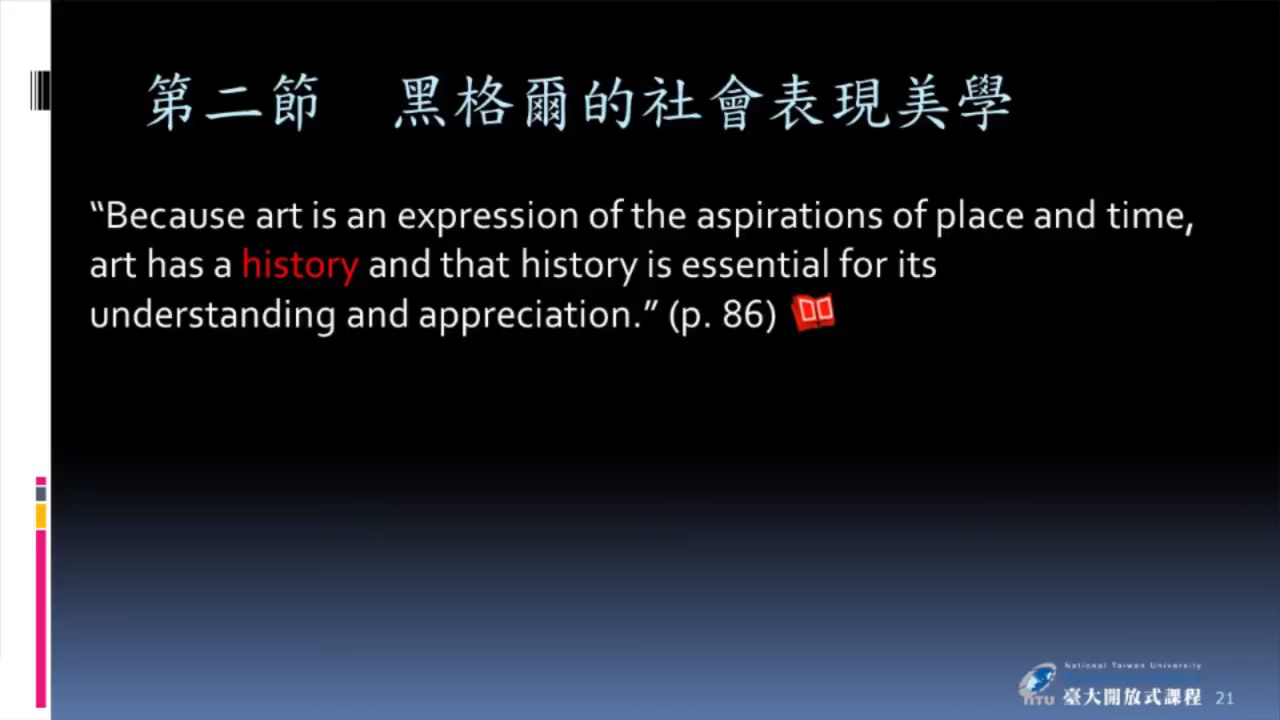 第二節 黑格爾的社會表現美學
“Because art is an expression of the aspirations of place and time,
art has a history and that history is essential for its
understanding and appreciation.” (p. 86)
National Taiwan University
NTU 臺大開放式課程 21